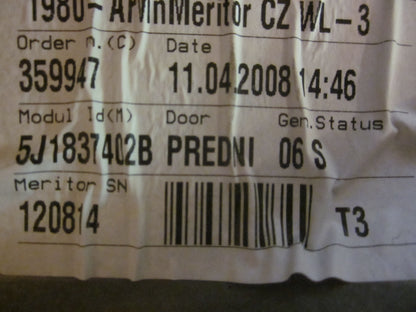 1980- ArvinMeritor CZ WL-3
Order n.(C) Date
359947 11.04.2008 14:46
Modul Id(M) Door Gen.Status
5J1837402B PREDNI 06 S
Meritor SN
120814 T3